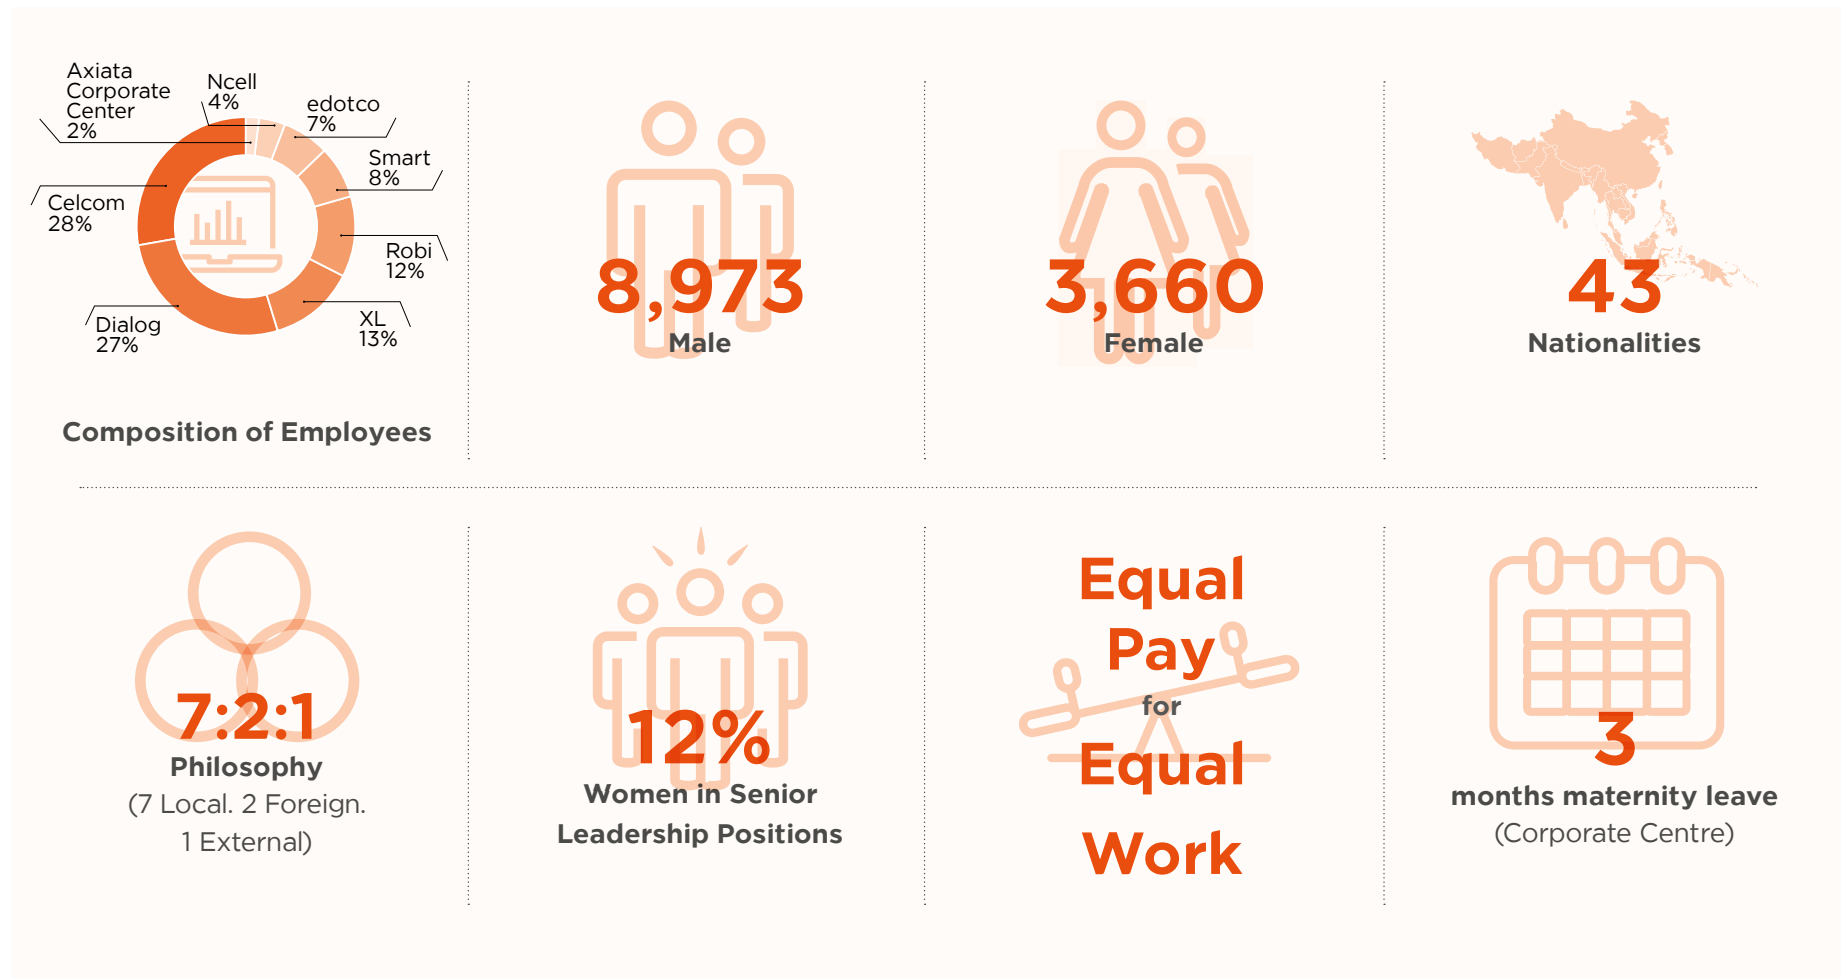 Axiata
Corporate
Center
2%
Ncell
4%
edotco
7%
Smart
8%
Robi
12%
XL
13%
Dialog
27%
Celcom
28%
Composition of Employees
8,973
Male
3,660
Female
43
Nationalities
7:2:1
Philosophy
(7 Local. 2 Foreign.
1 External)
12%
Women in Senior
Leadership Positions
Equal
Pay
for
Equal
Work
3
months maternity leave
(Corporate Centre)